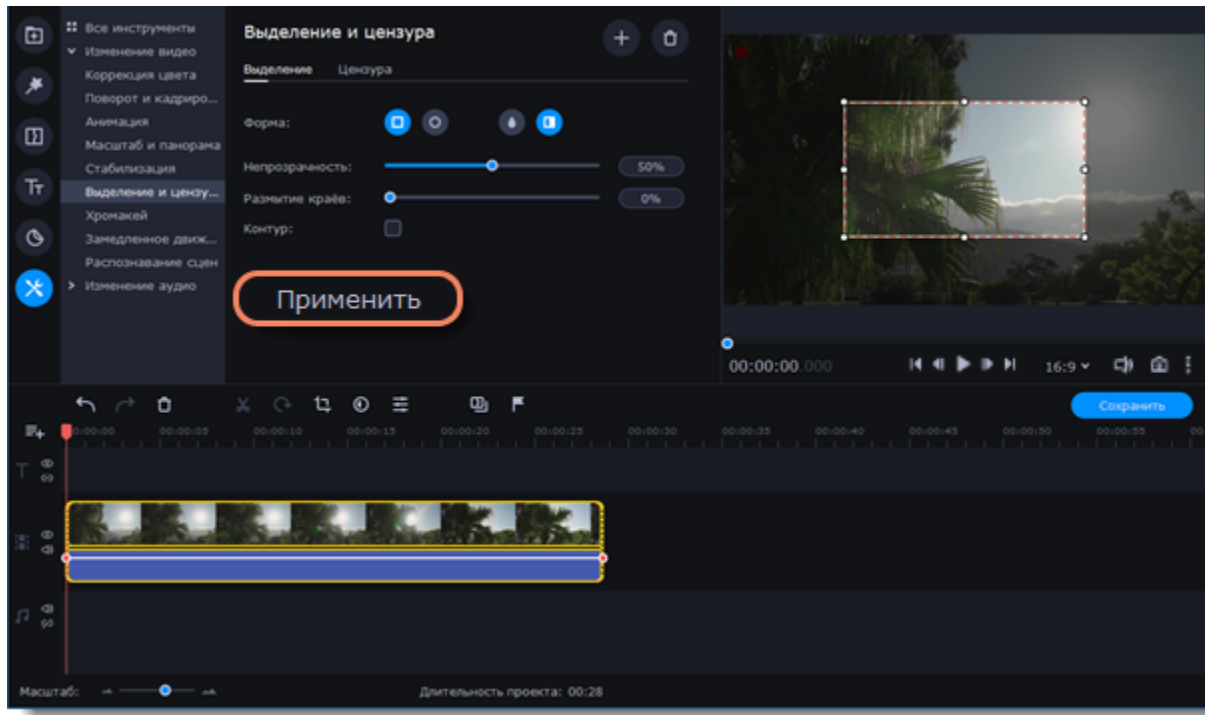 Все инструменты
Изменение видео
Коррекция цвета
Поворот и кадриро...
Анимация
Масштаб и панорама
Стабилизация
Выделение и цензу...
Хромакей
Замедленное движ...
Распознавание сцен
Изменение аудио
Выделение и цензура
Выделение Цензура
Форма:
Непрозрачность: 50%
Размытие краёв: 0%
Контур:
Применить
00:00:00.000
16:9
Сохранить
00:00:00 00:00:05 00:00:10 00:00:15 00:00:20 00:00:25 00:00:30 00:00:35 00:00:40 00:00:45 00:00:50 00:00:55 00
Масштаб:
Длительность проекта: 00:28